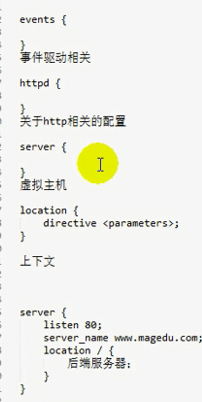 events {
}
事件驱动相关
httpd {
}
关于http相关的配置
server {
}
虚拟主机
location {
directive <parameters>;
}
上下文
server {
listen 80;
server_name www.magedu.com;
location / {
后端服务器;
}
}